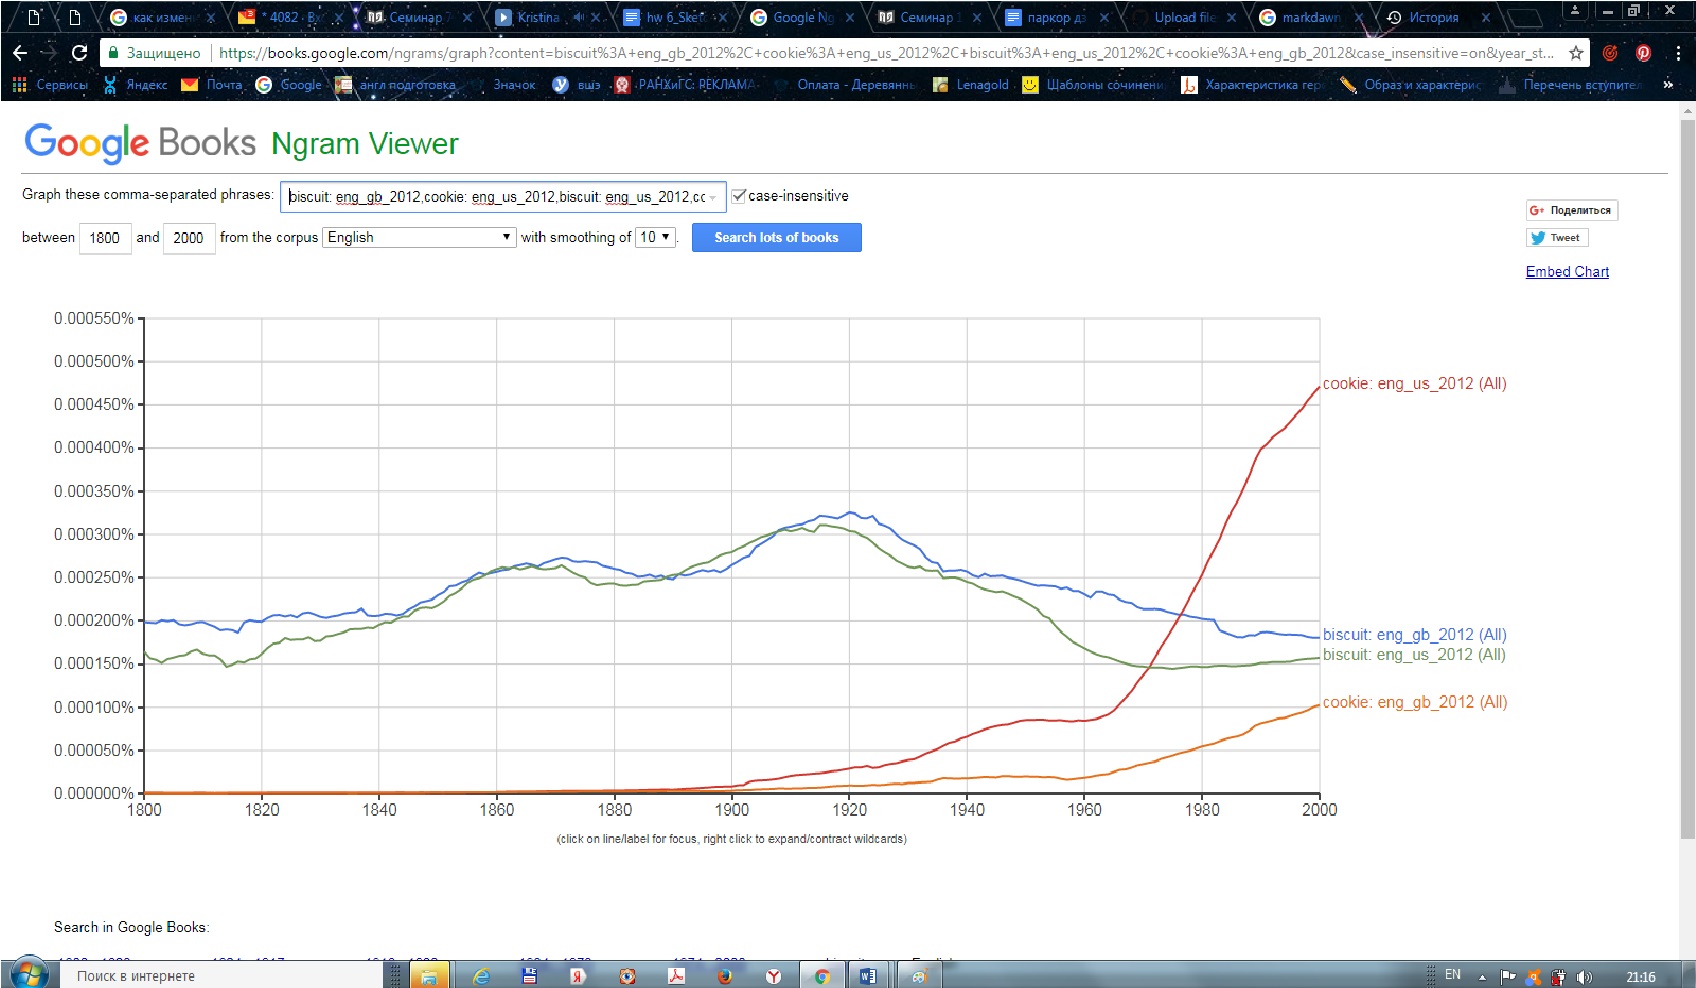 как измен
* 4082 · Вх
Семинар
Kristina
hw 6_Sket
Google Ng
Семинар 1
паркор дз
Upload file
markdawn
История
Защищено
https://books.google.com/ngrams/graph?content=biscuit%3A+eng_gb_2012%2C+cookie%3A+eng_us_2012%2C+biscuit%3A+eng_us_2012%2C+cookie%3A+eng_gb_2012&case_insensitive=on&year_st...
Сервисы
Яндекс
Почта
Google
англ подготовка
Значок
вшэ
РАНХиГС: РЕКЛАМА
Оплата - Деревянн
Lenagold
Шаблоны сочинени
Характеристика гер
Образ и характерис
Перечень вступител
»
Google Books Ngram Viewer
Graph these comma-separated phrases: biscuit: eng_gb_2012,cookie: eng_us_2012,biscuit: eng_us_2012,cc case-insensitive
between 1800 and 2000 from the corpus English with smoothing of 10 . Search lots of books
G+ Поделиться
Tweet
Embed Chart
0.000550%
0.000500%
0.000450%
0.000400%
0.000350%
0.000300%
0.000250%
0.000200%
0.000150%
0.000100%
0.000050%
0.000000%
cookie: eng_us_2012 (All)
biscuit: eng_gb_2012 (All)
biscuit: eng_us_2012 (All)
cookie: eng_gb_2012 (All)
1800 1820 1840 1860 1880 1900 1920 1940 1960 1980 2000
(click on line/label for focus, right click to expand/contract wildcards)
Search in Google Books:
Поиск в интернете
EN
21:16